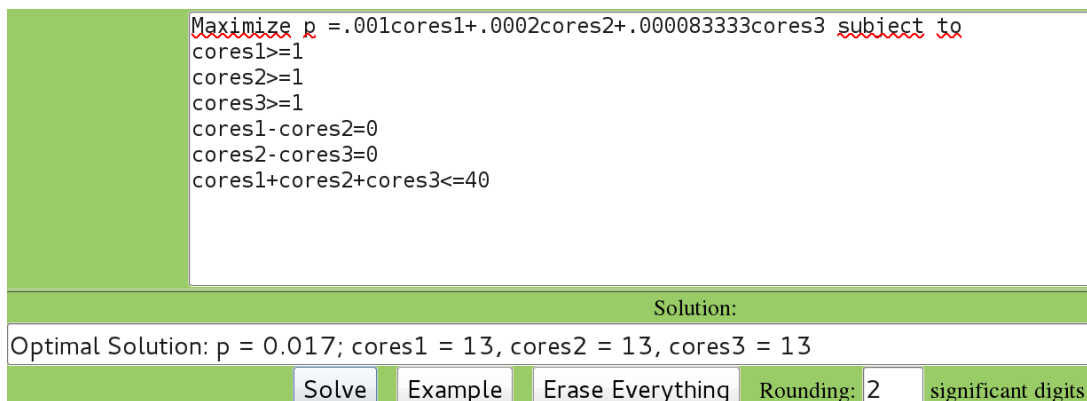 Maximize p =.001cores1+.0002cores2+.000083333cores3 subject to
cores1>=1
cores2>=1
cores3>=1
cores1-cores2=0
cores2-cores3=0
cores1+cores2+cores3<=40
Solution:
Optimal Solution: p = 0.017; cores1 = 13, cores2 = 13, cores3 = 13
Solve Example Erase Everything Rounding: 2 significant digits